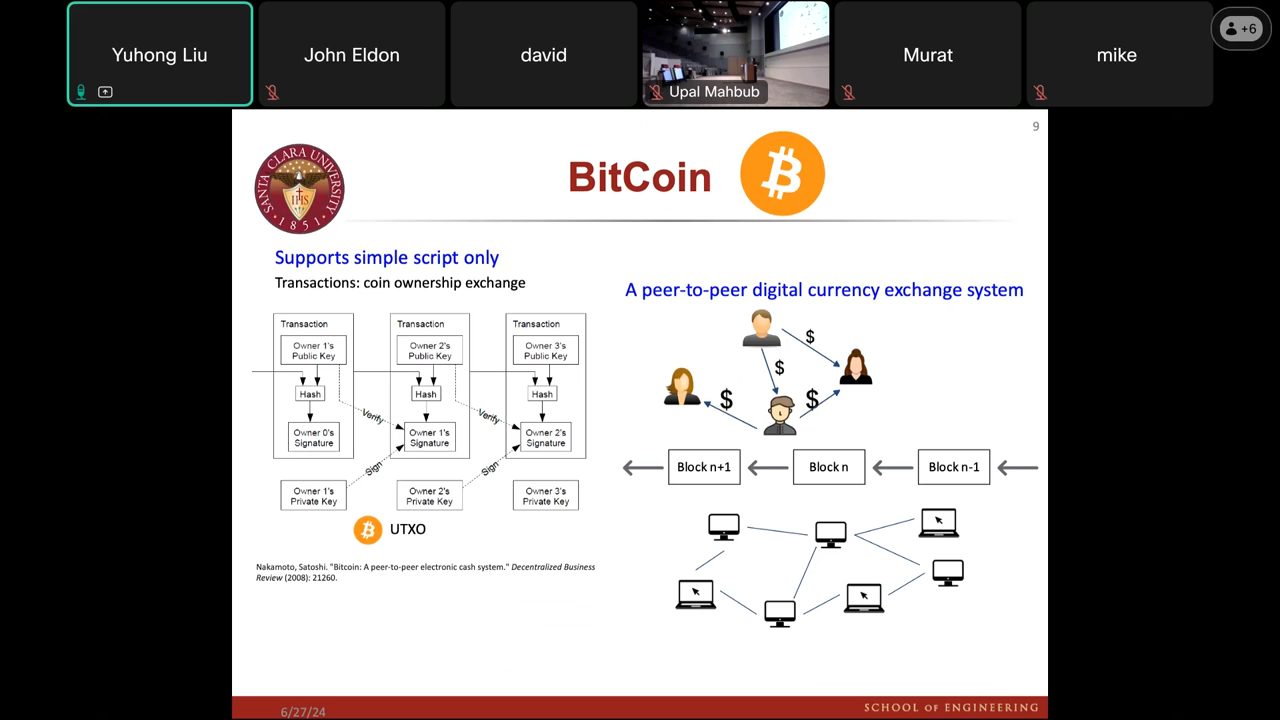 Yuhong Liu
John Eldon
david
Upal Mahbub
Murat
mike
+6
9
SANTA CLARA UNIVERSITY
IHS
1851
BitCoin
Supports simple script only
Transactions: coin ownership exchange
Transaction
Owner 1's
Public Key
Hash
Owner 0's
Signature
Owner 1's
Private Key
Verify
Sign
Transaction
Owner 2's
Public Key
Hash
Owner 1's
Signature
Owner 2's
Private Key
Verify
Sign
Transaction
Owner 3's
Public Key
Hash
Owner 2's
Signature
Owner 3's
Private Key
UTXO
Nakamoto, Satoshi. "Bitcoin: A peer-to-peer electronic cash system." Decentralized Business
Review (2008): 21260.
A peer-to-peer digital currency exchange system
$
$
$
$
Block n+1
Block n
Block n-1
6/27/24
SCHOOL OF ENGINEERING